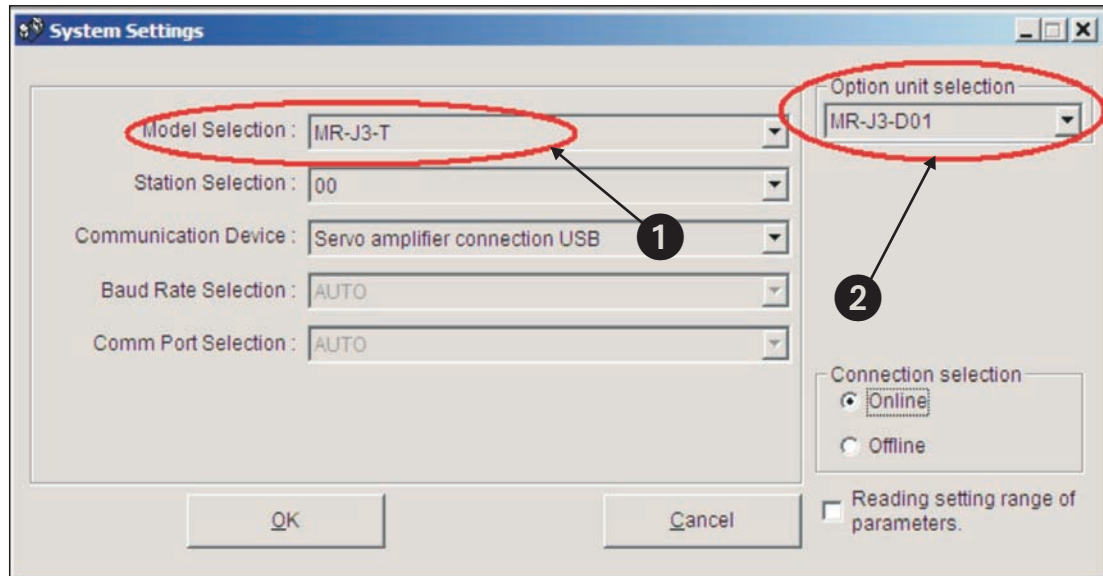 System Settings
Option unit selection
MR-J3-D01
Model Selection : MR-J3-T
Station Selection : 00
1
Communication Device : Servo amplifier connection USB
2
Baud Rate Selection : AUTO
Comm Port Selection : AUTO
Connection selection
Online
Offline
Reading setting range of
parameters.
OK
Cancel